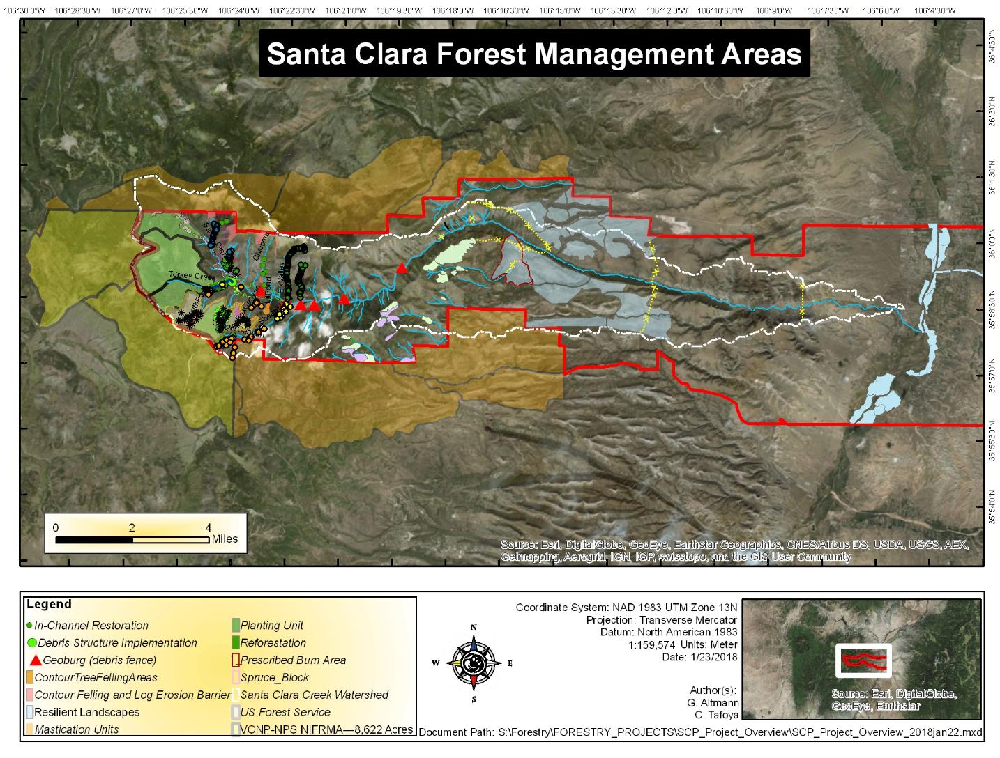 106°30'0"W 106°28'30"W 106°27'0"W 106°25'30"W 106°24'0"W 106°22'30"W 106°21'0"W 106°19'30"W 106°18'0"W 106°16'30"W 106°15'0"W 106°13'30"W 106°12'0"W 106°10'30"W 106°9'0"W 106°7'30"W 106°6'0"W 106°4'30"W
Santa Clara Forest Management Areas
36°4'30"N
36°3'0"N
36°1'30"N
36°0'0"N
35°58'30"N
35°57'0"N
35°55'30"N
35°54'0"N
Chicoma
Turkey Creek
0 2 4
Miles
Source: Esri, DigitalGlobe, GeoEye, Earthstar Geographics, CNES/Airbus DS, USDA, USGS, AEX,
Getmapping, Aerogrid, IGN, IGP, swisstopo, and the GIS User Community
Legend
In-Channel Restoration
Debris Structure Implementation
Geoburg (debris fence)
ContourTreeFellingAreas
Contour Felling and Log Erosion Barrier
Resilient Landscapes
Mastication Units
Planting Unit
Reforestation
Prescribed Burn Area
Spruce_Block
Santa Clara Creek Watershed
US Forest Service
VCNP-NPS NIFRMA---8,622 Acres
N
W E
S
Coordinate System: NAD 1983 UTM Zone 13N
Projection: Transverse Mercator
Datum: North American 1983
1:159,574 Units: Meter
Date: 1/23/2018
Author(s):
G. Altmann
C. Tafoya
Source: Esri, DigitalGlobe,
GeoEye, Earthstar
Document Path: S:\Forestry\FORESTRY_PROJECTS\SCP_Project_Overview\SCP_Project_Overview_2018jan22.mxd